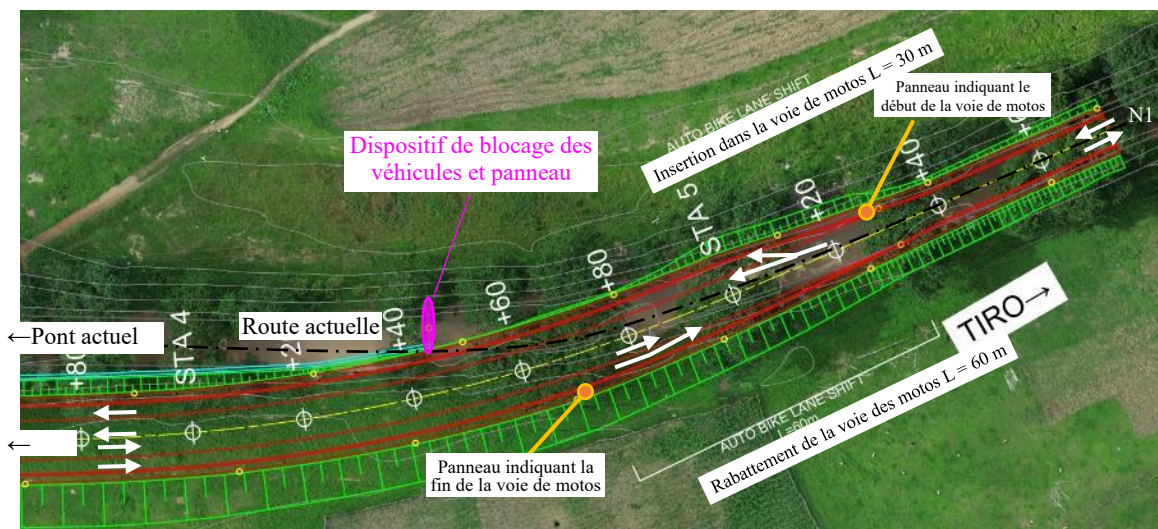 AUTO BIKE LANE SHIFT
Insertion dans la voie de motos L = 30 m
Panneau indiquant le
début de la voie de motos
N1
Dispositif de blocage des
véhicules et panneau
+40
+20
STA 5
+80
+60
+40
+20
STA 4
+80
←Pont actuel
Route actuelle
←
TIRO→
AUTO BIKE LANE SHIFT
L=60m
Rabattement de la voie des motos L = 60 m
Panneau indiquant la
fin de la voie de motos